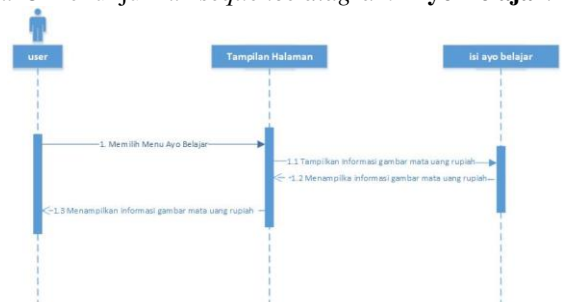 user
Tampilan Halaman
isi ayo belajar
1. Memilih Menu Ayo Belajar
1.1 Tampilkan informasi gambar mata uang rupiah
1.2 Menampilka informasi gambar mata uang rupiah
1.3 Menampilkan informasi gambar mata uang rupiah